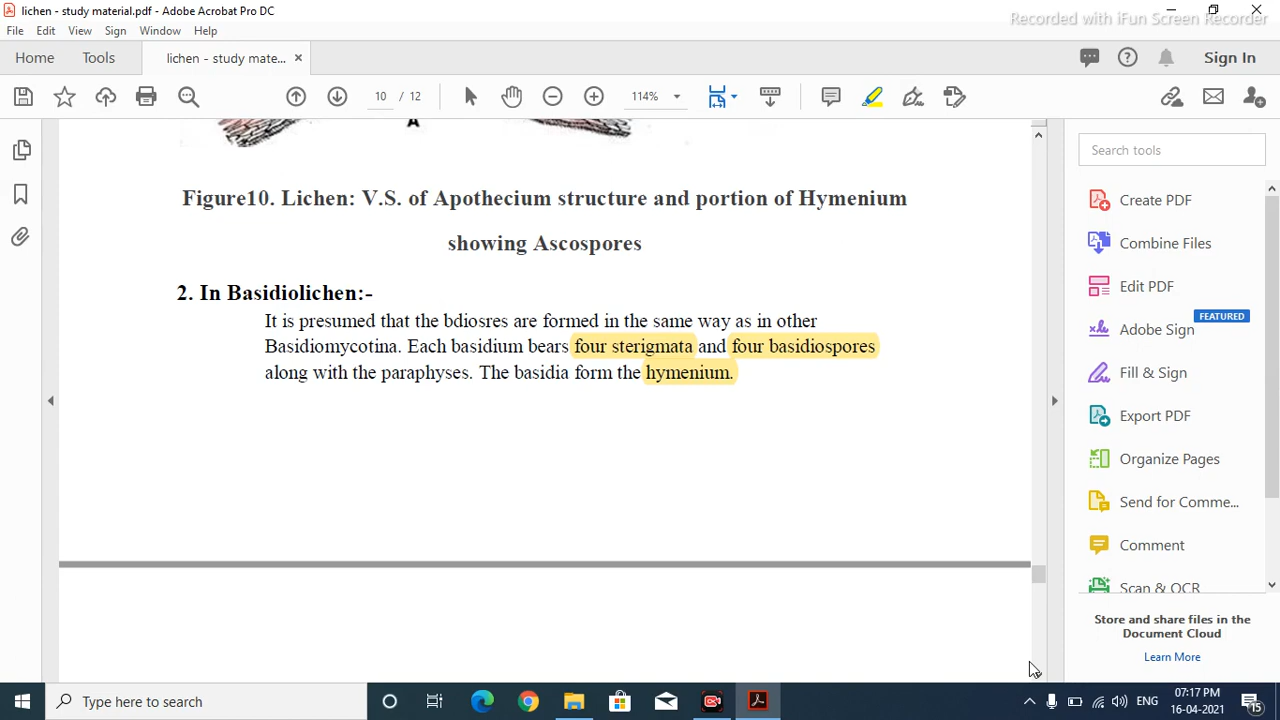 lichen - study material.pdf - Adobe Acrobat Pro DC
Recorded with iFun Screen Recorder
File Edit View Sign Window Help
Home Tools lichen - study mate... × Sign In
10 / 12 114%
A
Search tools
Figure10. Lichen: V.S. of Apothecium structure and portion of Hymenium
showing Ascospores
2. In Basidiolichen:-
It is presumed that the bdiosres are formed in the same way as in other
Basidiomycotina. Each basidium bears four sterigmata and four basidiospores
along with the paraphyses. The basidia form the hymenium.
Create PDF
Combine Files
Edit PDF
FEATURED
Adobe Sign
Fill & Sign
Export PDF
Organize Pages
Send for Comme...
Comment
Scan & OCR
Store and share files in the
Document Cloud
Learn More
Type here to search
ENG
07:17 PM
16-04-2021
15